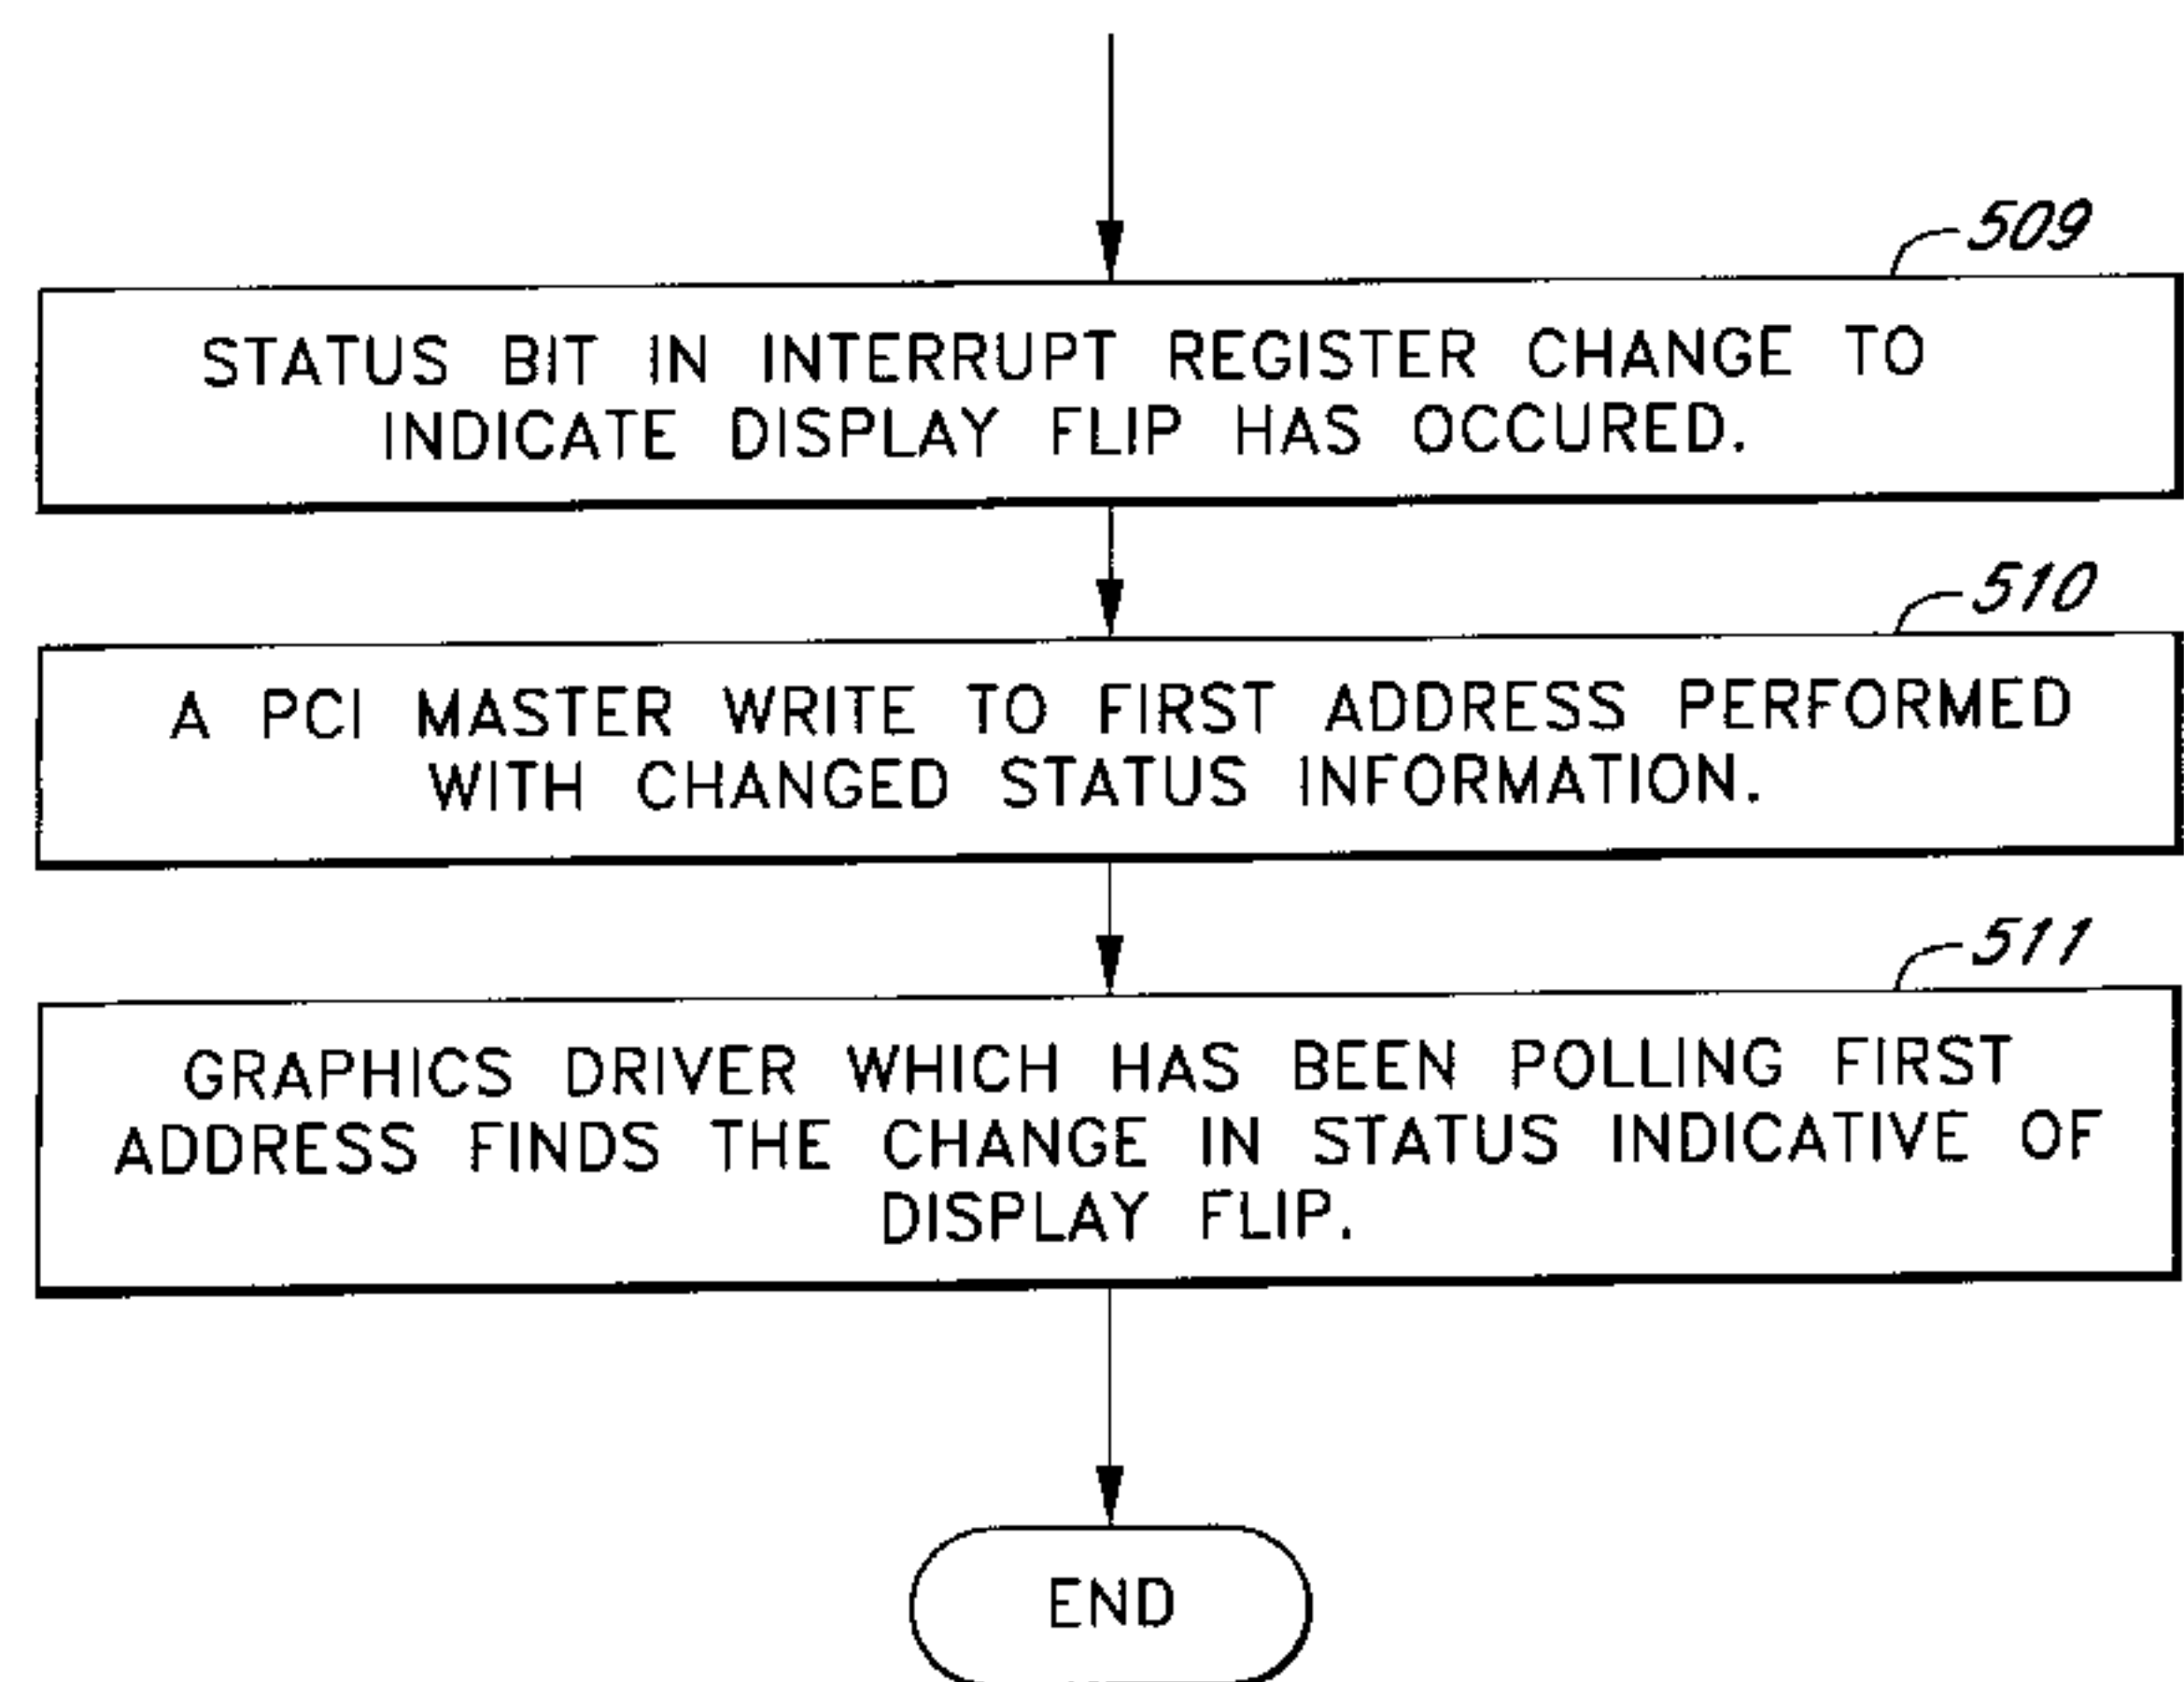 509
STATUS BIT IN INTERRUPT REGISTER CHANGE TO
INDICATE DISPLAY FLIP HAS OCCURED.
510
A PCI MASTER WRITE TO FIRST ADDRESS PERFORMED
WITH CHANGED STATUS INFORMATION.
511
GRAPHICS DRIVER WHICH HAS BEEN POLLING FIRST
ADDRESS FINDS THE CHANGE IN STATUS INDICATIVE OF
DISPLAY FLIP.
END